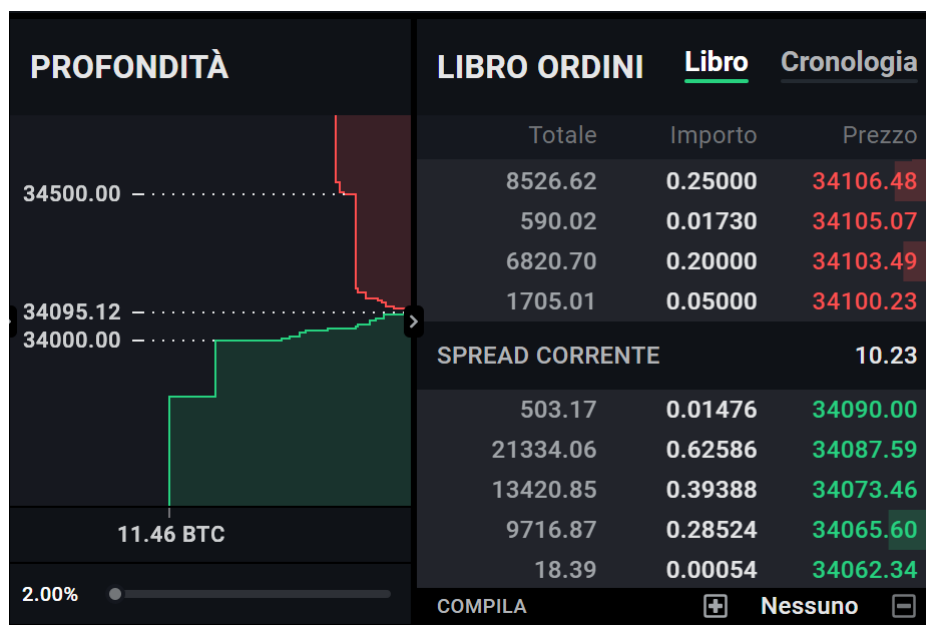 PROFONDITÀ
34500.00
34095.12
34000.00
11.46 BTC
2.00%
LIBRO ORDINI Libro Cronologia
Totale Importo Prezzo
8526.62 0.25000 34106.48
590.02 0.01730 34105.07
6820.70 0.20000 34103.49
1705.01 0.05000 34100.23
SPREAD CORRENTE 10.23
503.17 0.01476 34090.00
21334.06 0.62586 34087.59
13420.85 0.39388 34073.46
9716.87 0.28524 34065.60
18.39 0.00054 34062.34
COMPILA Nessuno